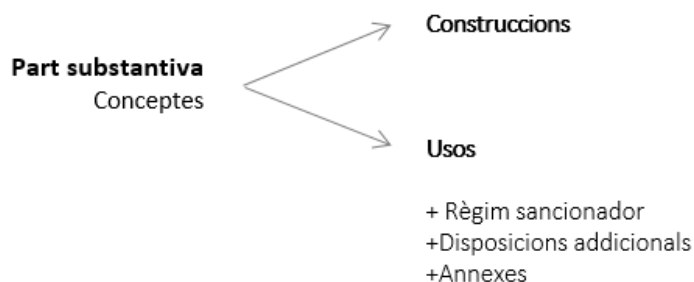 Construccions
Part substantiva
Conceptes
Usos
+ Règim sancionador
+Disposicions addicionals
+Annexes